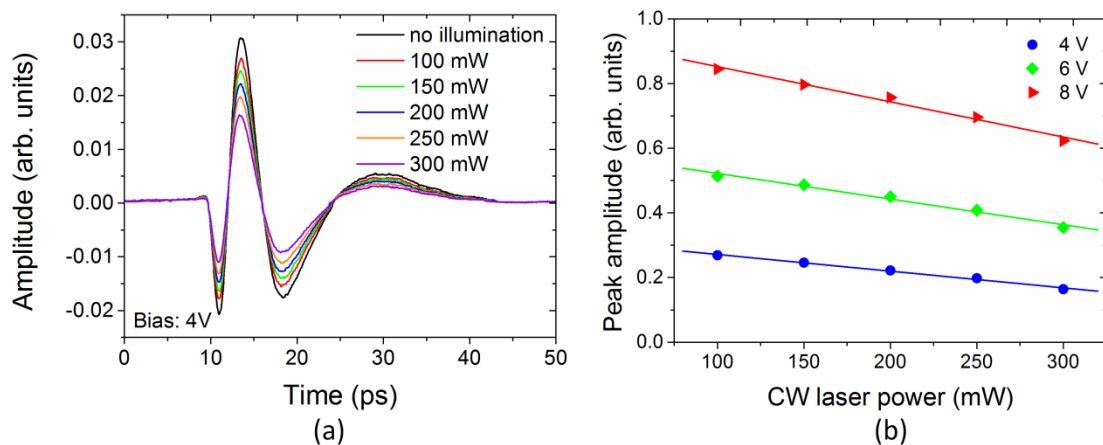 Amplitude (arb. units)
0.03
0.02
0.01
0.00
-0.01
-0.02
no illumination
100 mW
150 mW
200 mW
250 mW
300 mW
Bias: 4V
0 10 20 30 40 50
Time (ps)
(a)
Peak amplitude (arb. units)
1.0
0.8
0.6
0.4
0.2
0.0
4 V
6 V
8 V
100 150 200 250 300
CW laser power (mW)
(b)